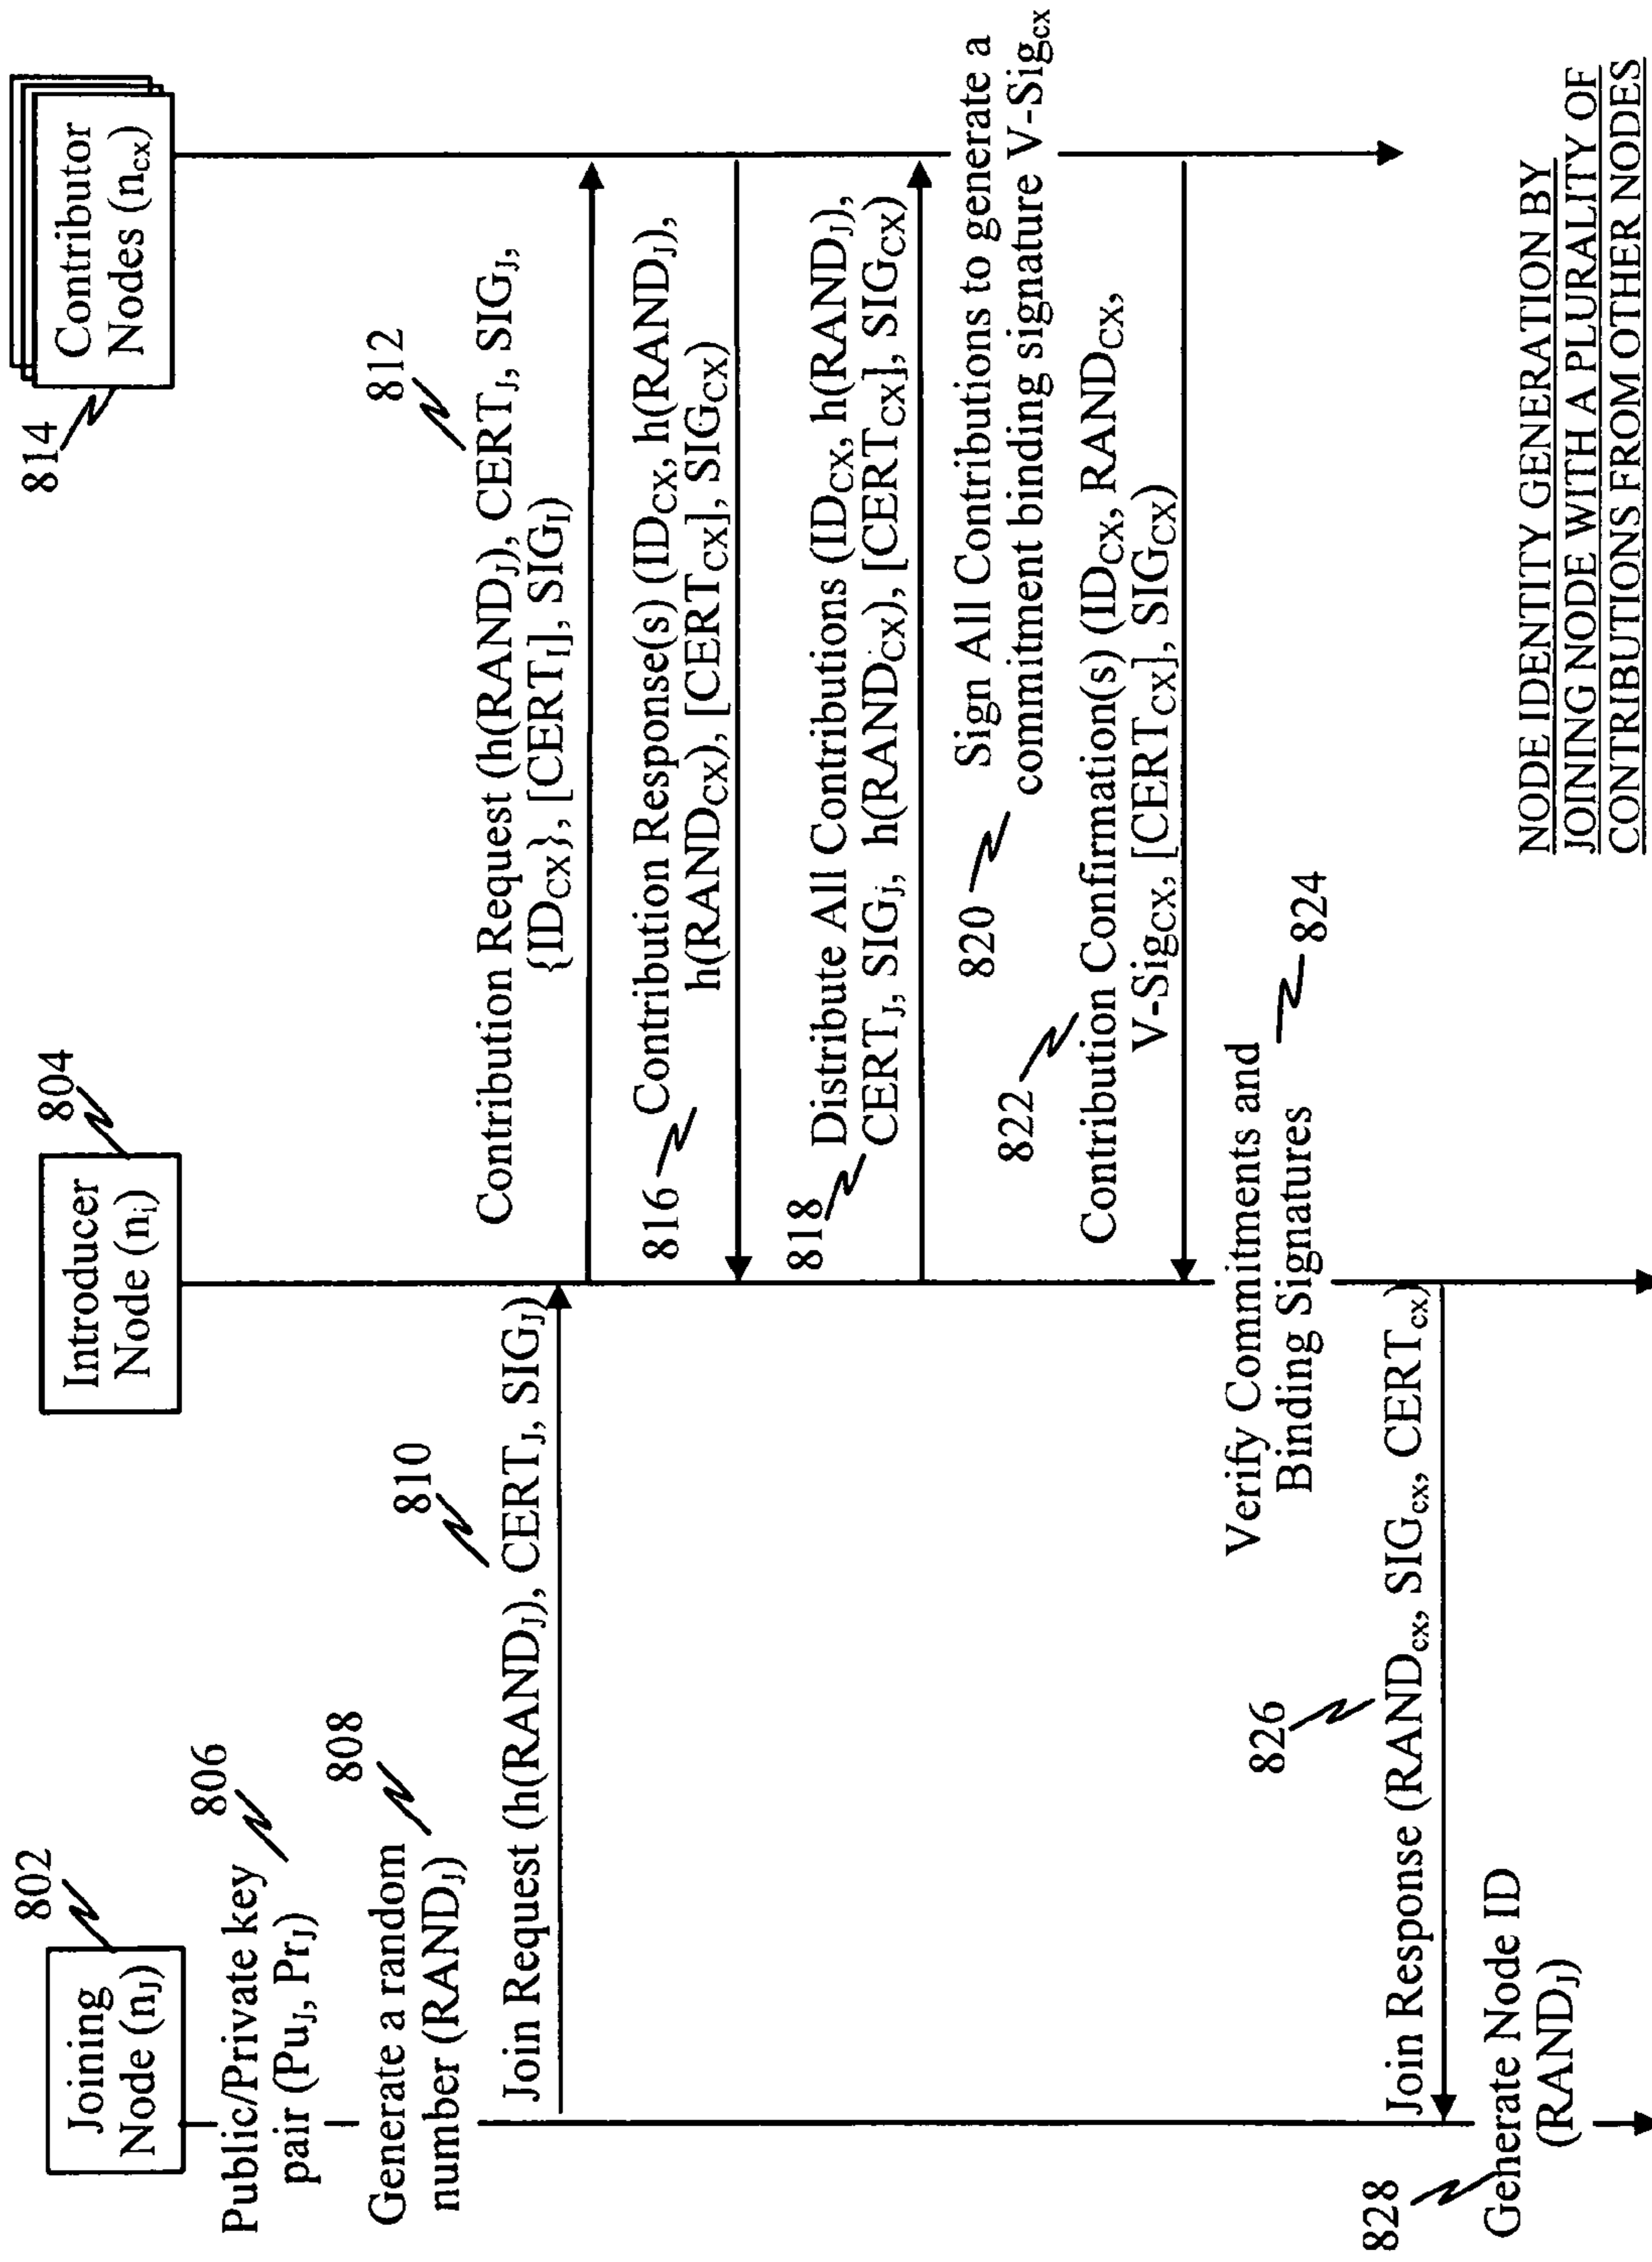 802
Joining
Node (nJ)
804
Introducer
Node (ni)
814
Contributor
Nodes (ncx)
Public/Private key
pair (PuJ, PrJ)
806
Generate a random
number (RANDJ)
808
810
Join Request (h(RANDJ), CERTJ, SIGJ)
812
Contribution Request (h(RANDJ), CERTJ, SIGJ,
{IDCX}, [CERTI], SIGI)
816
Contribution Response(s) (IDCX, h(RANDJ),
h(RANDCX), [CERTCX], SIGCX)
818
Distribute All Contributions (IDCX, h(RANDJ),
CERTJ, SIGj, h(RANDCX), [CERTCX], SIGCX)
820
Sign All Contributions to generate a
commitment binding signature V-Sigcx
822
Contribution Confirmation(s) (IDCX, RANDCX,
V-SigCX, [CERTCX], SIGCX)
Verify Commitments and
Binding Signatures
824
826
Join Response (RANDcx, SIGcx, CERTcx)
828
Generate Node ID
(RANDJ)
NODE IDENTITY GENERATION BY
JOINING NODE WITH A PLURALITY OF
CONTRIBUTIONS FROM OTHER NODES